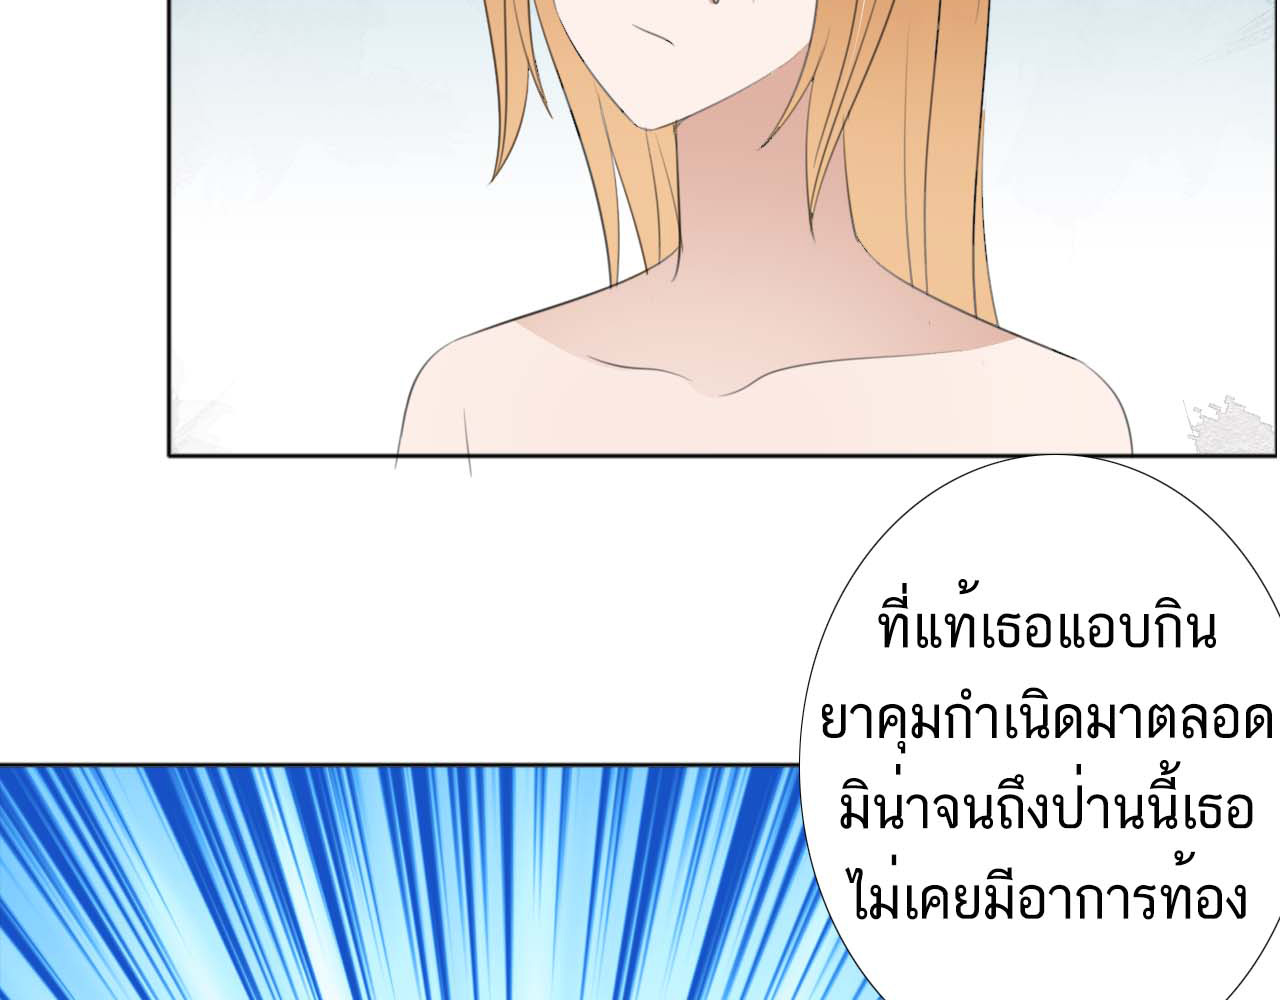 ที่แท้เธอแอบกิน
ยาคุมกำเนิดมาตลอด
มิน่าจนถึงป่านนี้เธอ
ไม่เคยมีอาการท้อง